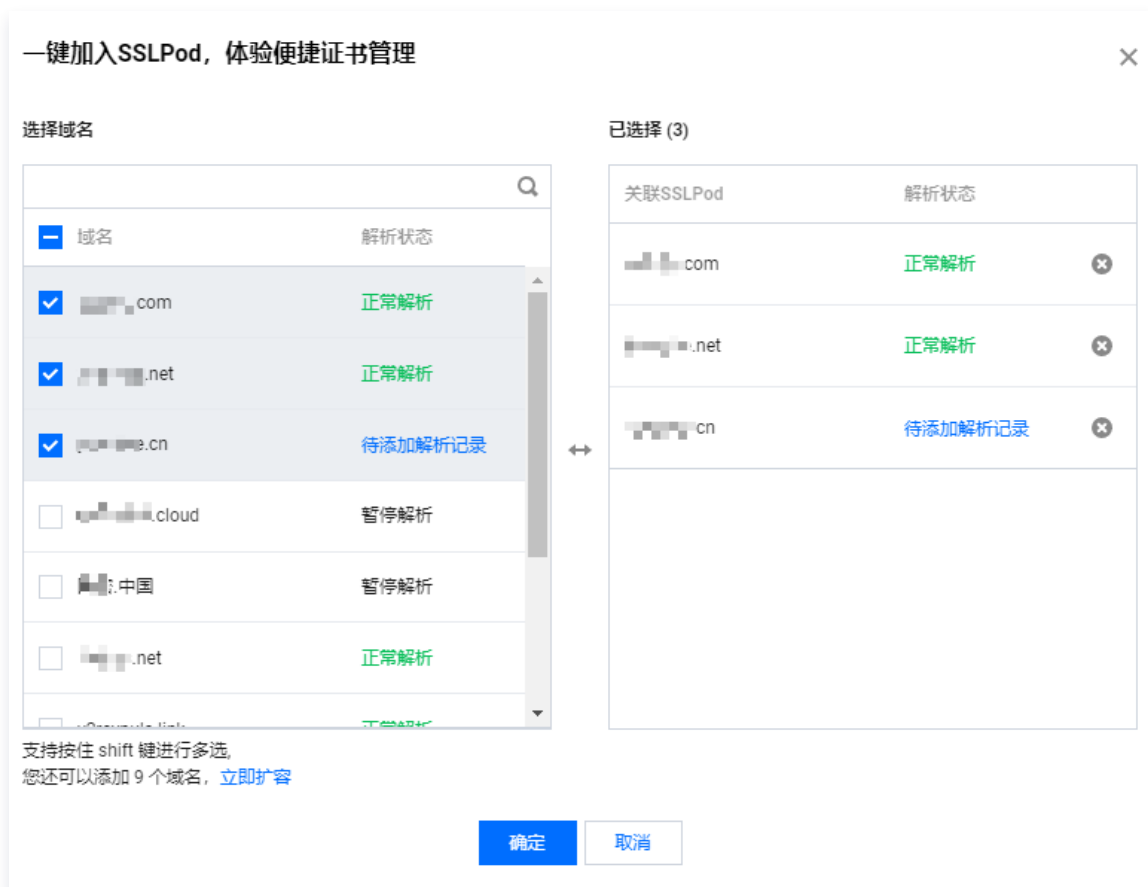 一键加入SSLPod，体验便捷证书管理
选择域名
已选择 (3)
域名 解析状态
.com 正常解析
.net 正常解析
.cn 待添加解析记录
.cloud 暂停解析
.中国 暂停解析
.net 正常解析
正常解析
关联SSLPod 解析状态
.com 正常解析
.net 正常解析
cn 待添加解析记录
支持按住 shift 键进行多选,
您还可以添加 9 个域名，立即扩容
确定 取消